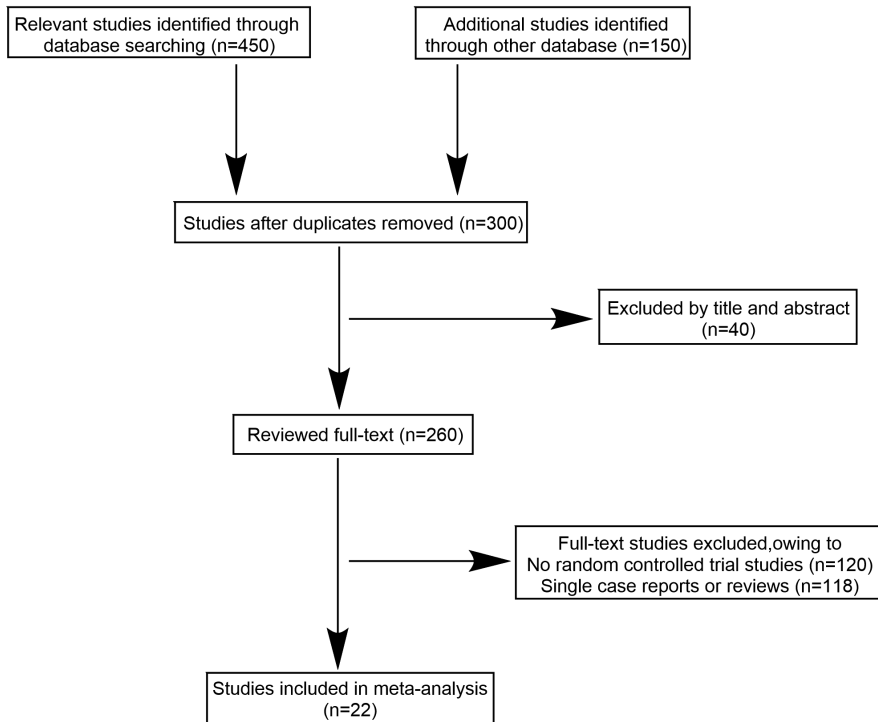 Relevant studies identified through
database searching (n=450)
Additional studies identified
through other database (n=150)
Studies after duplicates removed (n=300)
Excluded by title and abstract
(n=40)
Reviewed full-text (n=260)
Full-text studies excluded,owing to
No random controlled trial studies (n=120)
Single case reports or reviews (n=118)
Studies included in meta-analysis
(n=22)